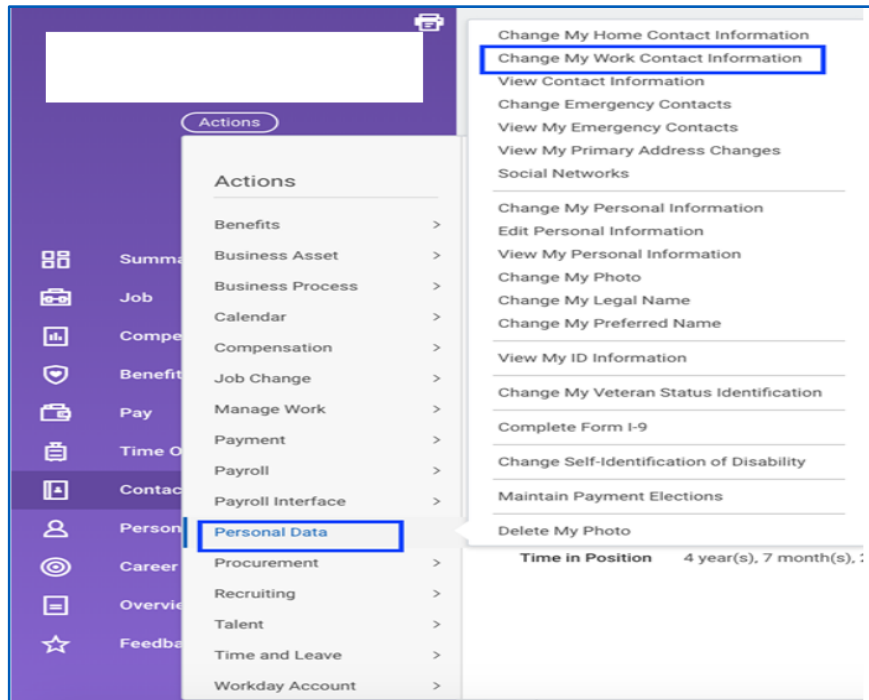 Actions
Actions
Benefits >
Business Asset >
Business Process >
Calendar >
Compensation >
Job Change >
Manage Work >
Payment >
Payroll >
Payroll Interface >
Personal Data
Procurement >
Recruiting >
Talent >
Time and Leave >
Workday Account >
Summa
Job
Compe
Benefit
Pay
Time O
Contac
Person
Career
Overvie
Feedba
Change My Home Contact Information
Change My Work Contact Information
View Contact Information
Change Emergency Contacts
View My Emergency Contacts
View My Primary Address Changes
Social Networks
Change My Personal Information
Edit Personal Information
View My Personal Information
Change My Photo
Change My Legal Name
Change My Preferred Name
View My ID Information
Change My Veteran Status Identification
Complete Form I-9
Change Self-Identification of Disability
Maintain Payment Elections
Delete My Photo
Time in Position 4 year(s), 7 month(s),